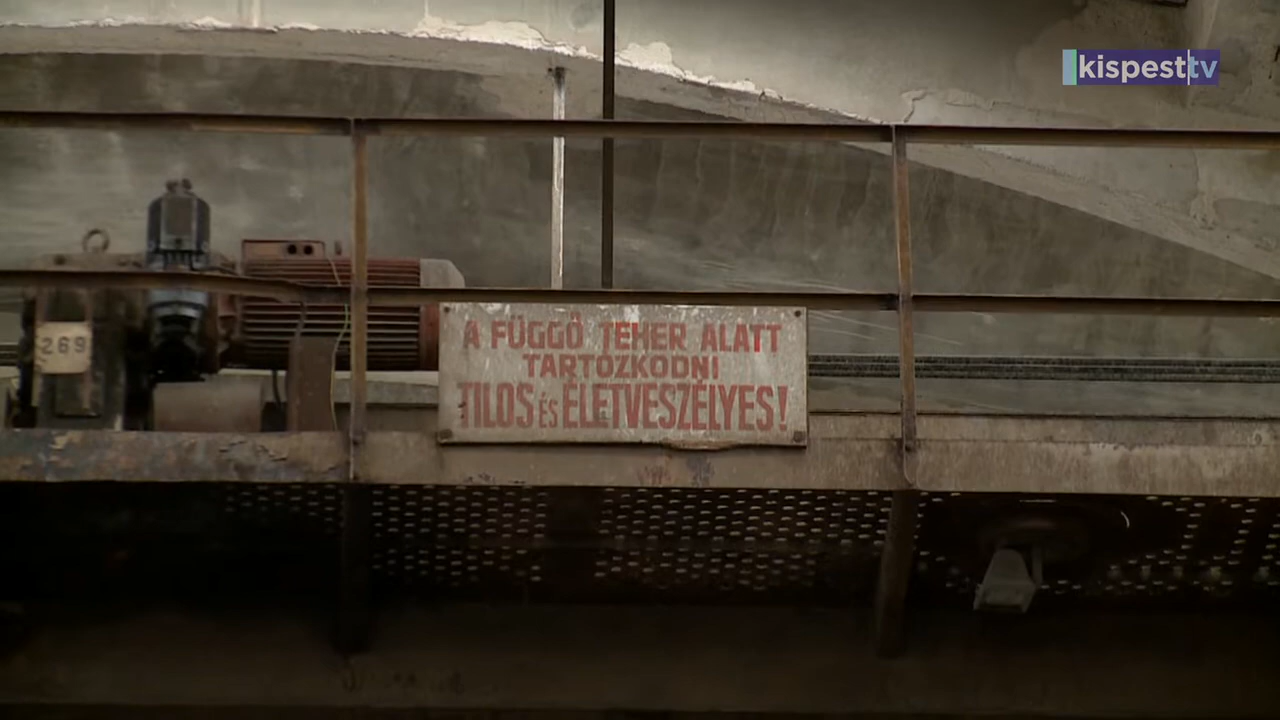 kispest tv
269
A FÜGGŐ TEHER ALATT
TARTÓZKODNI
TILOS ÉS ÉLETVESZÉLYES!